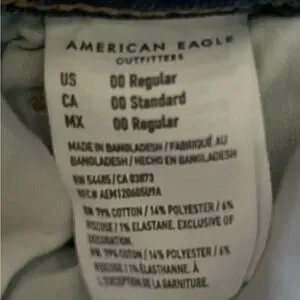 AMERICAN EAGLE
OUTFITTERS
US 00 Regular
CA 00 Standard
MX 00 Regular
MADE IN BANGLADESH / FABRIQUÉ AU
BANGLADESH / HECHO EN BANGLADESH
RN 54485 / CA 03873
RFC# AEM120605U9A
79% COTTON / 14% POLYESTER / 6%
VISCOSE / 1% ELASTANE. EXCLUSIVE OF
DECORATION.
79% COTON / 14% POLYESTER / 6%
VISCOSE / 1% ÉLASTHANNE. À
L'EXCEPTION DE LA GARNITURE.